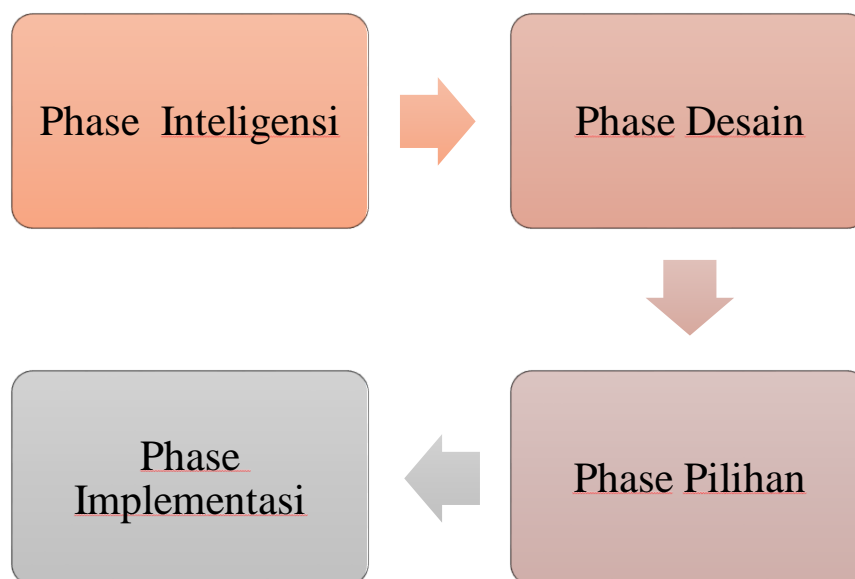 Phase Inteligensi
Phase Desain
Phase
Implementasi
Phase Pilihan